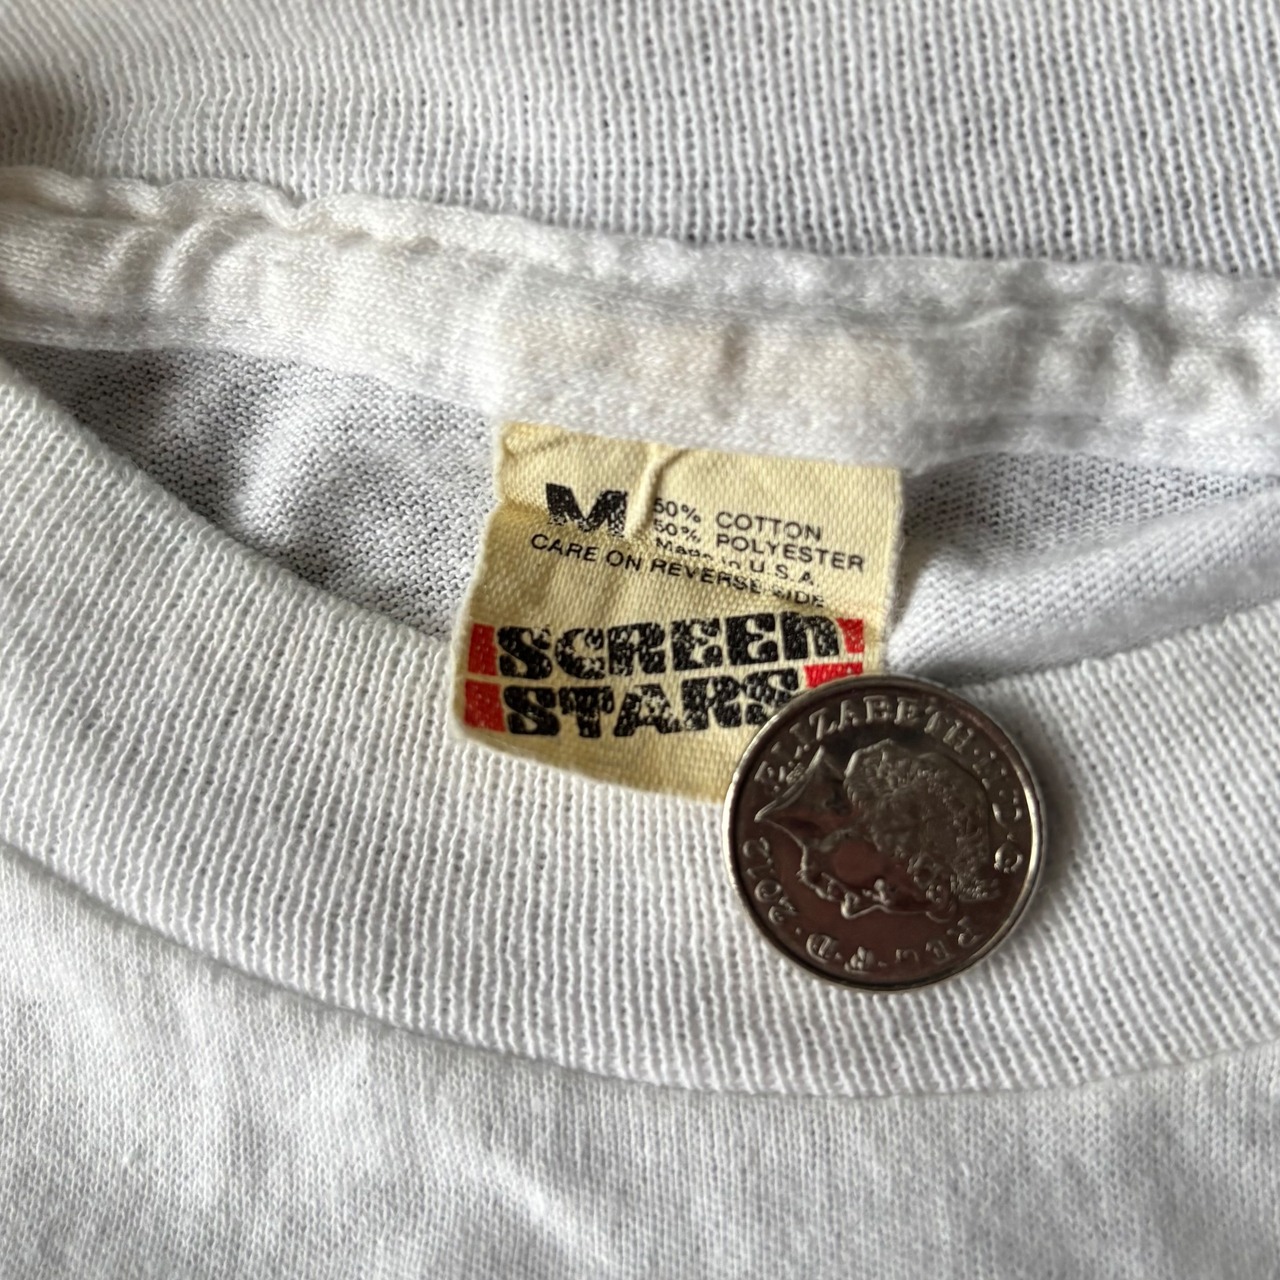 M
50% COTTON
50% POLYESTER
Made in U.S.A.
CARE ON REVERSE SIDE
SCREEN
STARS
ELIZABETH·II·D·G·REG·F·D·2012